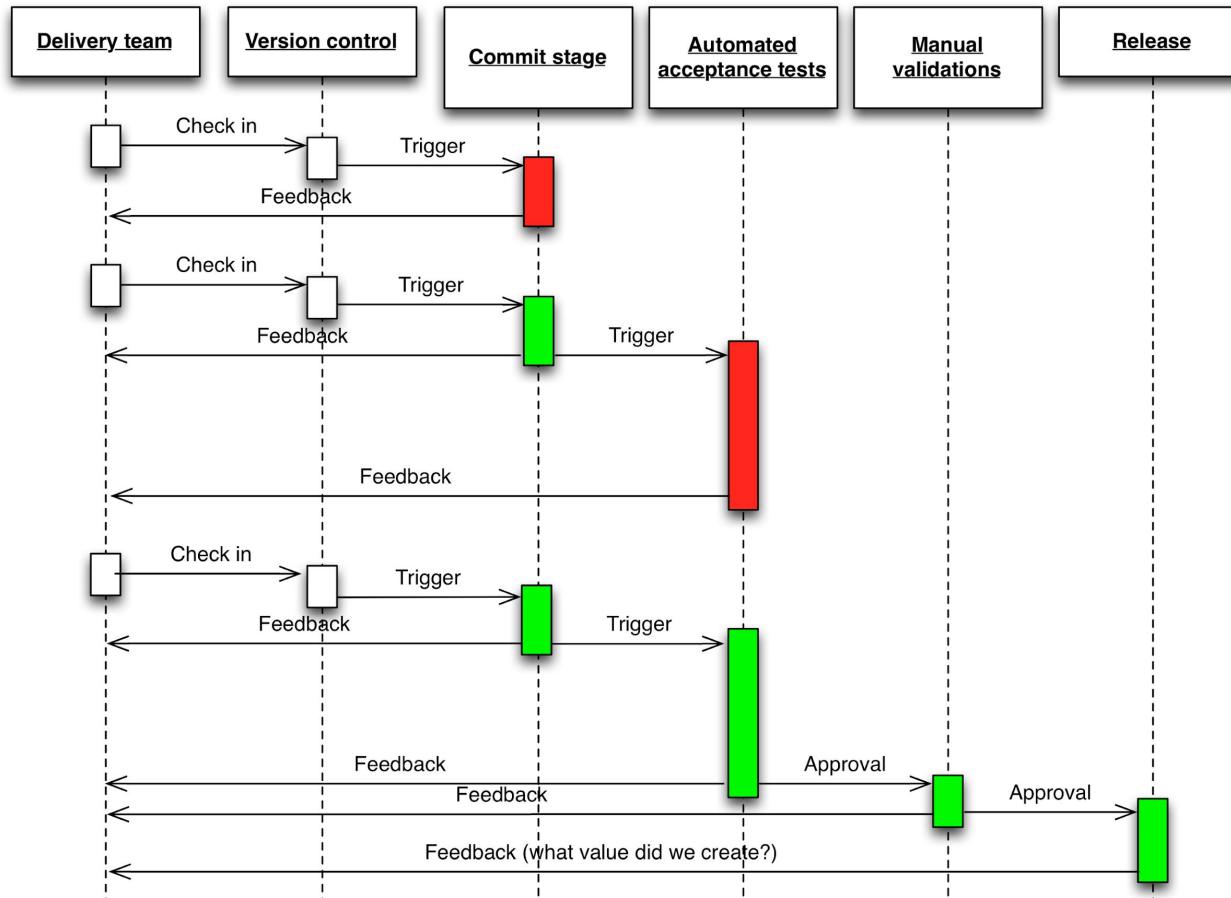 Delivery team
Version control
Commit stage
Automated
acceptance tests
Manual
validations
Release
Check in
Trigger
Feedback
Check in
Trigger
Feedback
Trigger
Feedback
Check in
Trigger
Feedback
Trigger
Feedback
Approval
Feedback
Approval
Feedback (what value did we create?)